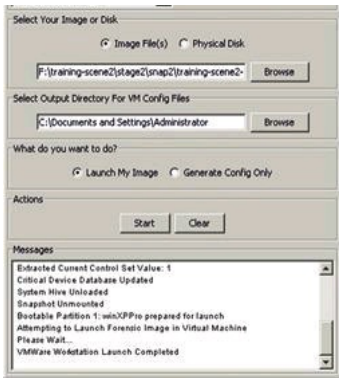 Select Your Image or Disk
Image File(s) Physical Disk
F:\training-scene2\stage2\snap2\training-scene2- Browse
Select Output Directory For VM Config Files
C:\Documents and Settings\Administrator Browse
What do you want to do?
Launch My Image Generate Config Only
Actions
Start Clear
Messages
Extracted Current Control Set Value: 1
Critical Device Database Updated
System Hive Unloaded
Snapshot Unmounted
Bootable Partition 1: winXPPro prepared for launch
Attempting to Launch Forensic Image in Virtual Machine
Please Wait...
VMWare Workstation Launch Completed